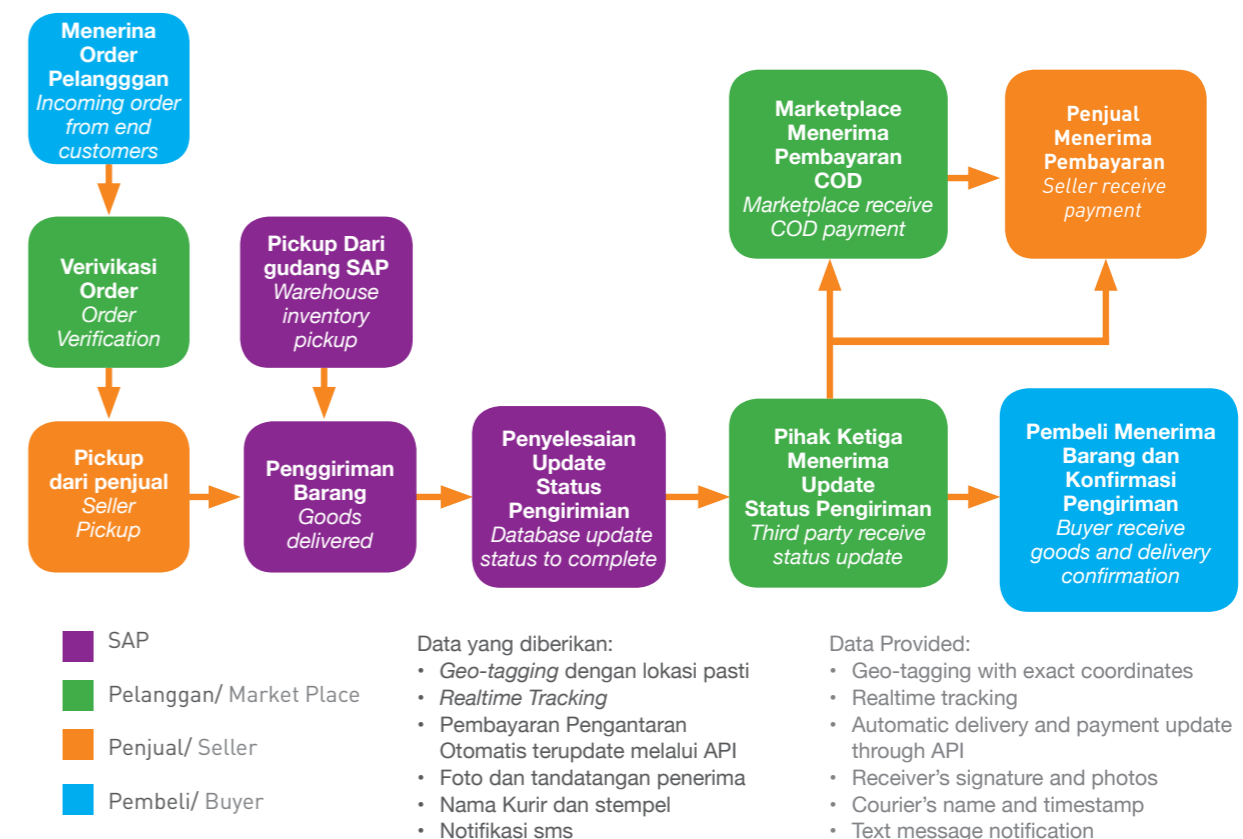 Menerina
Order
Pelangggan
Incoming order
from end
customers
Verivikasi
Order
Order
Verification
Pickup
dari penjual
Seller
Pickup
Pickup Dari
gudang SAP
Warehouse
inventory
pickup
Penggiriman
Barang
Goods
delivered
Penyelesaian
Update
Status
Pengirimian
Database update
status to complete
Pihak Ketiga
Menerima
Update
Status Pengiriman
Third party receive
status update
Marketplace
Menerima
Pembayaran
COD
Marketplace receive
COD payment
Penjual
Menerima
Pembayaran
Seller receive
payment
Pembeli Menerima
Barang dan
Konfirmasi
Pengiriman
Buyer receive
goods and delivery
confirmation
SAP
Pelanggan/ Market Place
Penjual/ Seller
Pembeli/ Buyer
Data yang diberikan:
• Geo-tagging dengan lokasi pasti
• Realtime Tracking
• Pembayaran Pengantaran
Otomatis terupdate melalui API
• Foto dan tandatangan penerima
• Nama Kurir dan stempel
• Notifikasi sms
Data Provided:
• Geo-tagging with exact coordinates
• Realtime tracking
• Automatic delivery and payment update
through API
• Receiver's signature and photos
• Courier's name and timestamp
• Text message notification